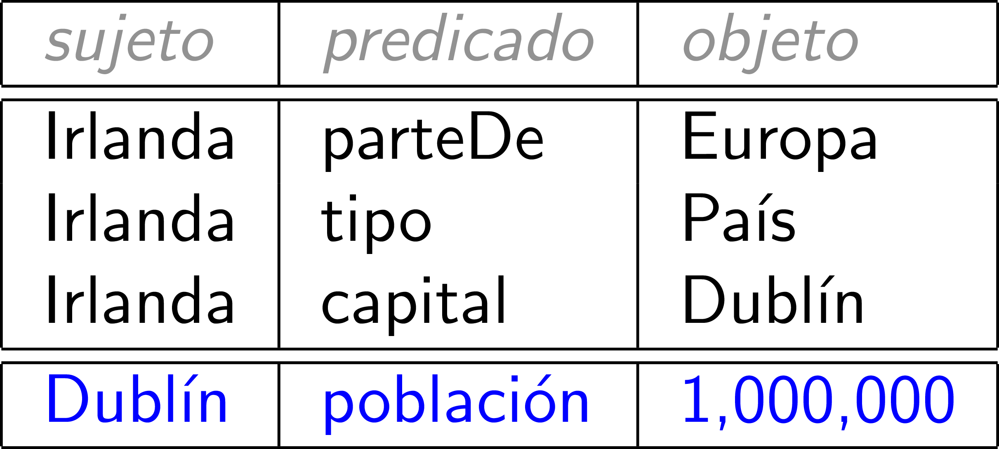 sujeto predicado objeto
Irlanda parteDe Europa
Irlanda tipo País
Irlanda capital Dublín
Dublín población 1,000,000